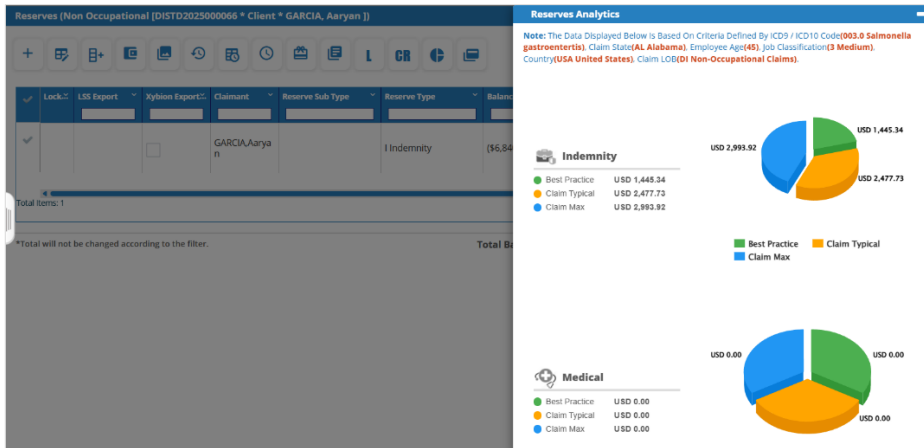 Reserves (Non Occupational [DISTD2025000066 * Client * GARCIA, Aaryan ])
L
CR
Lock.
LSS Export
Xybion Export
Claimant
Reserve Sub Type
Reserve Type
Balanc
GARCIA,Aarya
n
I Indemnity
($6,84
Total Items: 1
*Total will not be changed according to the filter.
Total Ba
Reserves Analytics
Note: The Data Displayed Below Is Based On Criteria Defined By ICD9 / ICD10 Code(003.0 Salmonella
gastroentertis), Claim State(AL Alabama), Employee Age(45), Job Classification(3 Medium),
Country(USA United States), Claim LOB(DI Non-Occupational Claims).
Indemnity
Best Practice USD 1,445.34
Claim Typical USD 2,477.73
Claim Max USD 2,993.92
USD 1,445.34
USD 2,993.92
USD 2,477.73
Best Practice
Claim Typical
Claim Max
Medical
Best Practice USD 0.00
Claim Typical USD 0.00
Claim Max USD 0.00
USD 0.00
USD 0.00
USD 0.00